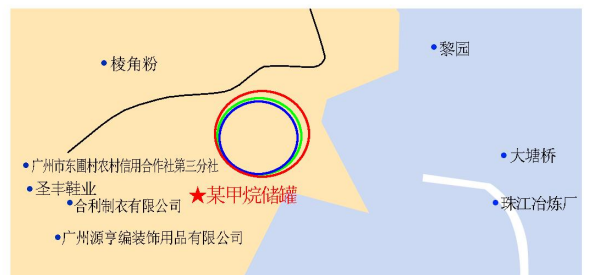 棱角粉
黎园
广州市东圃村农村信用合作社第三分社
大塘桥
圣丰鞋业
★某甲烷储罐
合利制衣有限公司
珠江冶炼厂
广州源亨编装饰用品有限公司